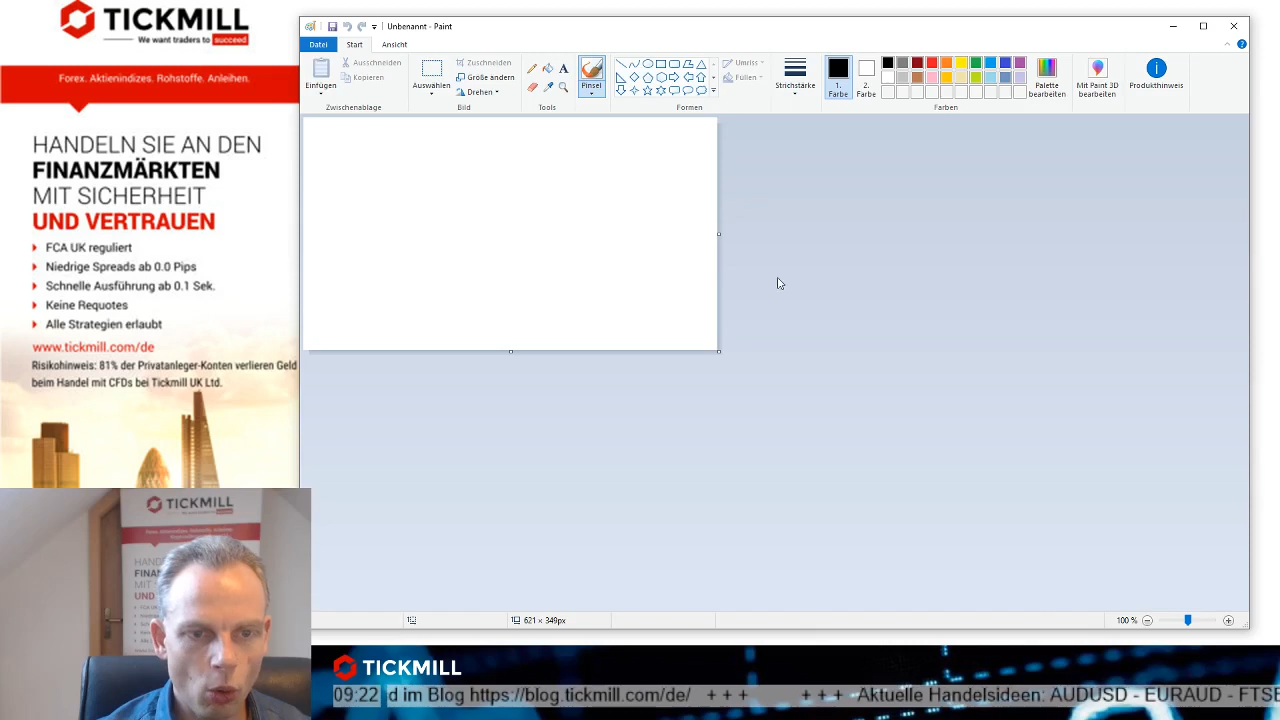 TICKMILL
We want traders to succeed
Forex. Aktienindizes. Rohstoffe. Anleihen.
HANDELN SIE AN DEN
FINANZMÄRKTEN
MIT SICHERHEIT
UND VERTRAUEN
FCA UK reguliert
Niedrige Spreads ab 0.0 Pips
Schnelle Ausführung ab 0.1 Sek.
Keine Requotes
Alle Strategien erlaubt
www.tickmill.com/de
Risikohinweis: 81% der Privatanleger-Konten verlieren Geld
beim Handel mit CFDs bei Tickmill UK Ltd.
Unbenannt - Paint
Datei Start Ansicht
Einfügen
Ausschneiden
Kopieren
Zwischenablage
Auswählen
Zuschneiden
Größe ändern
Drehen
Bild
Tools
Pinsel
Umriss
Füllen
Formen
Strichstärke
1.
Farbe
2.
Farbe
Palette
bearbeiten
Farben
Mit Paint 3D
bearbeiten
Produkthinweis
621 × 349px
100 %
TICKMILL
HAND
FINAN
MIT
UND
TICKMILL
09:22 d im Blog https://blog.tickmill.com/de/ + + + + + + Aktuelle Handelsideen: AUDUSD - EURAUD - FTSE